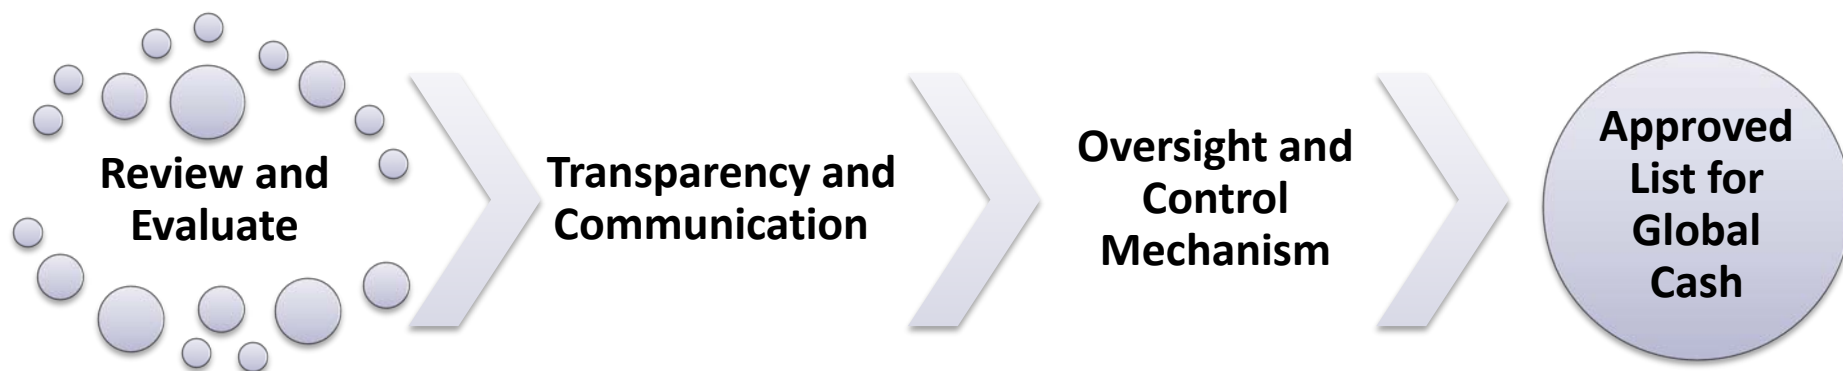 Review and
Evaluate
Transparency and
Communication
Oversight and
Control
Mechanism
Approved
List for
Global
Cash